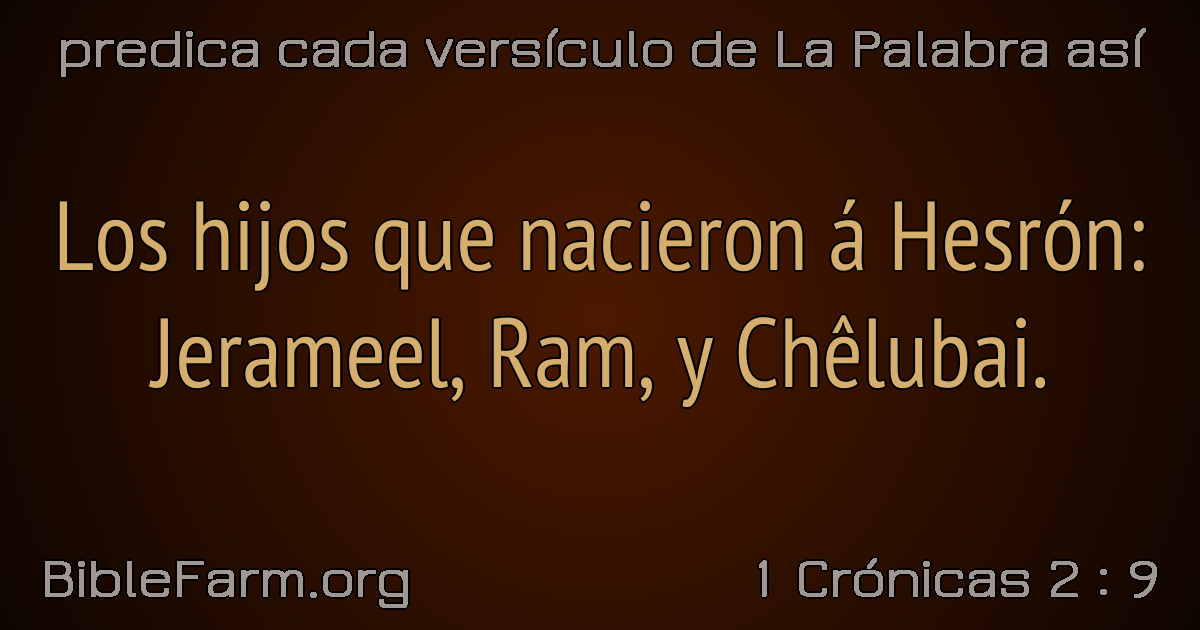 predica cada versículo de La Palabra así
Los hijos que nacieron á Hesrón:
Jerameel, Ram, y Chêlubai.
BibleFarm.org
1 Crónicas 2 : 9